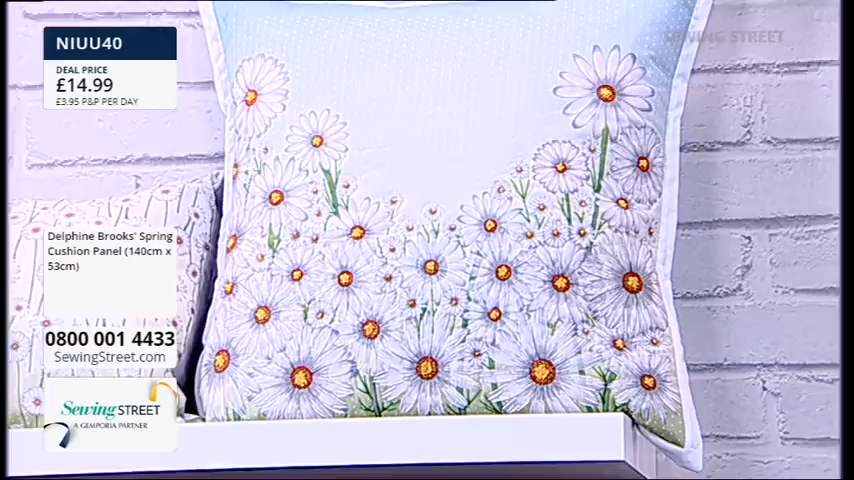 NIUU40
DEAL PRICE
£14.99
£3.95 P&P PER DAY
SEWING STREET
Delphine Brooks' Spring
Cushion Panel (140cm x
53cm)
0800 001 4433
SewingStreet.com
Sewing STREET
A GEMPORIA PARTNER